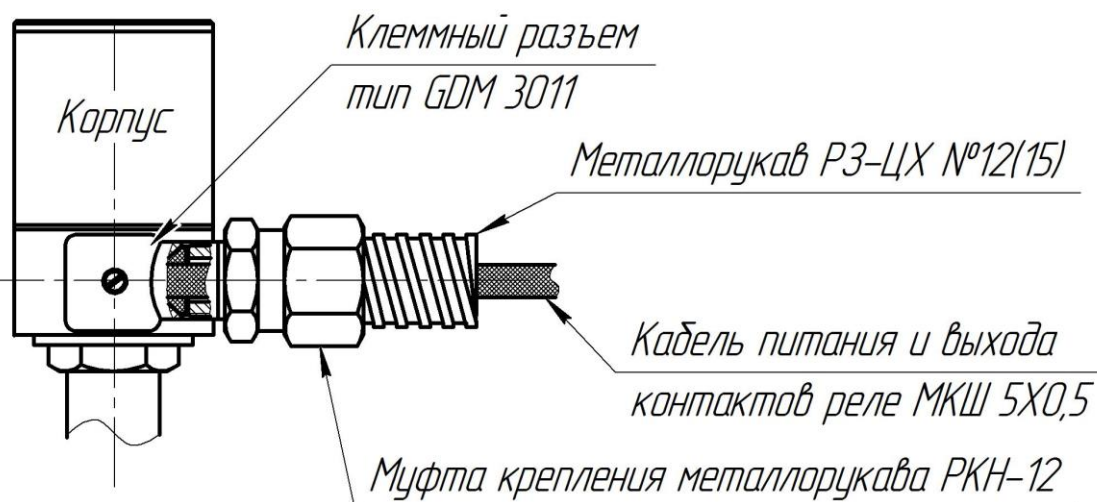 Клеммный разъем
тип GDM 3011
Корпус
Металлорукав РЗ-ЦХ №12(15)
Кабель питания и выхода
контактов реле МКШ 5Х0,5
Муфта крепления металлорукава РКН-12